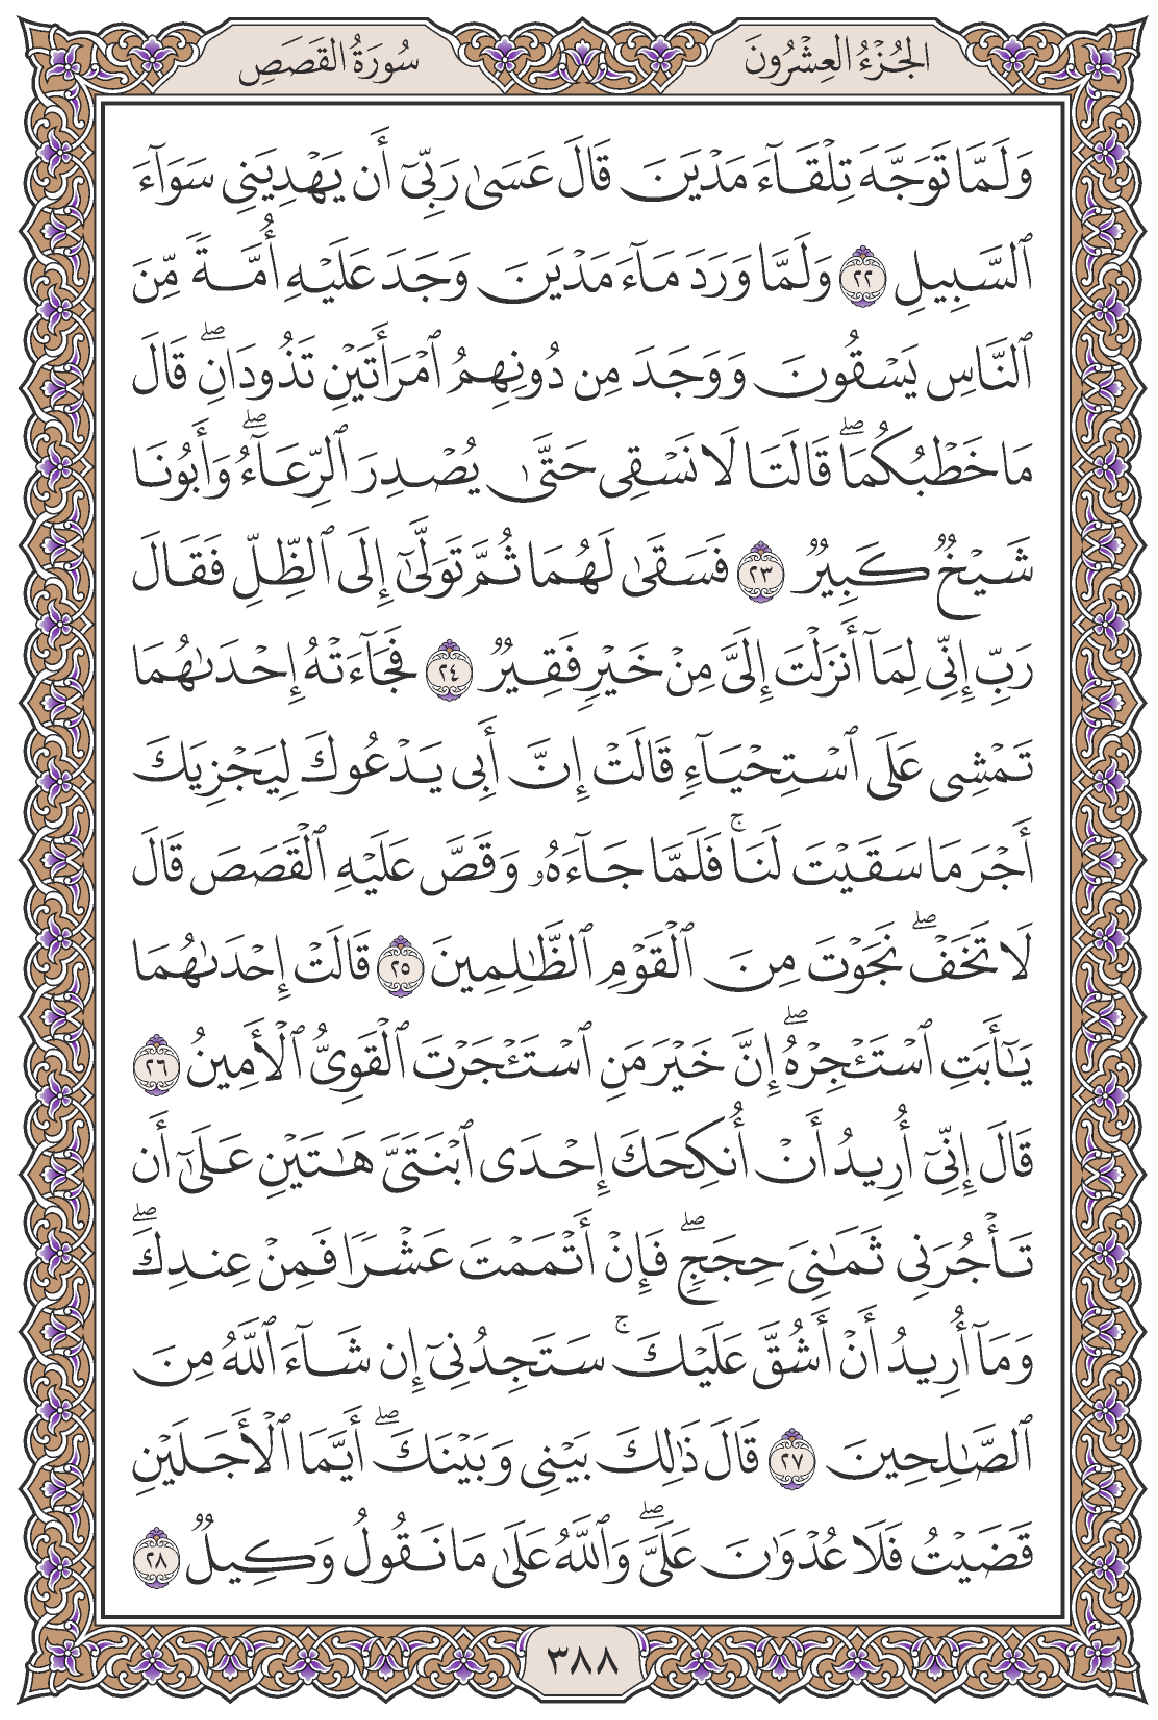 الجُزْءُ العِشْرُونَ
سُورَةُ القَصَصِ
وَلَمَّا تَوَجَّهَ تِلْقَآءَ مَدْيَنَ قَالَ عَسَىٰ رَبِّىٓ أَن يَهْدِيَنِى سَوَآءَ
ٱلسَّبِيلِ ٢٢ وَلَمَّا وَرَدَ مَآءَ مَدْيَنَ وَجَدَ عَلَيْهِ أُمَّةً مِّنَ
ٱلنَّاسِ يَسْقُونَ وَوَجَدَ مِن دُونِهِمُ ٱمْرَأَتَيْنِ تَذُودَانِۖ قَالَ
مَا خَطْبُكُمَاۖ قَالَتَا لَا نَسْقِى حَتَّىٰ يُصْدِرَ ٱلرِّعَآءُۖ وَأَبُونَا
شَيْخٌ كَبِيرٌ ٢٣ فَسَقَىٰ لَهُمَا ثُمَّ تَوَلَّىٰٓ إِلَى ٱلظِّلِّ فَقَالَ
رَبِّ إِنِّى لِمَآ أَنزَلْتَ إِلَىَّ مِنْ خَيْرٍ فَقِيرٌ ٢٤ فَجَآءَتْهُ إِحْدَىٰهُمَا
تَمْشِى عَلَى ٱسْتِحْيَآءٍ قَالَتْ إِنَّ أَبِى يَدْعُوكَ لِيَجْزِيَكَ
أَجْرَ مَا سَقَيْتَ لَنَاۚ فَلَمَّا جَآءَهُۥ وَقَصَّ عَلَيْهِ ٱلْقَصَصَ قَالَ
لَا تَخَفْۖ نَجَوْتَ مِنَ ٱلْقَوْمِ ٱلظَّٰلِمِينَ ٢٥ قَالَتْ إِحْدَىٰهُمَا
يَٰٓأَبَتِ ٱسْتَـْٔجِرْهُۖ إِنَّ خَيْرَ مَنِ ٱسْتَـْٔجَرْتَ ٱلْقَوِىُّ ٱلْأَمِينُ ٢٦
قَالَ إِنِّىٓ أُرِيدُ أَنْ أُنكِحَكَ إِحْدَى ٱبْنَتَىَّ هَٰتَيْنِ عَلَىٰٓ أَن
تَأْجُرَنِى ثَمَٰنِىَ حِجَجٍۖ فَإِنْ أَتْمَمْتَ عَشْرًا فَمِنْ عِندِكَۖ
وَمَآ أُرِيدُ أَنْ أَشُقَّ عَلَيْكَۚ سَتَجِدُنِىٓ إِن شَآءَ ٱللَّهُ مِنَ
ٱلصَّٰلِحِينَ ٢٧ قَالَ ذَٰلِكَ بَيْنِى وَبَيْنَكَۖ أَيَّمَا ٱلْأَجَلَيْنِ
قَضَيْتُ فَلَا عُدْوَٰنَ عَلَىَّۖ وَٱللَّهُ عَلَىٰ مَا نَقُولُ وَكِيلٌ ٢٨
٣٨٨